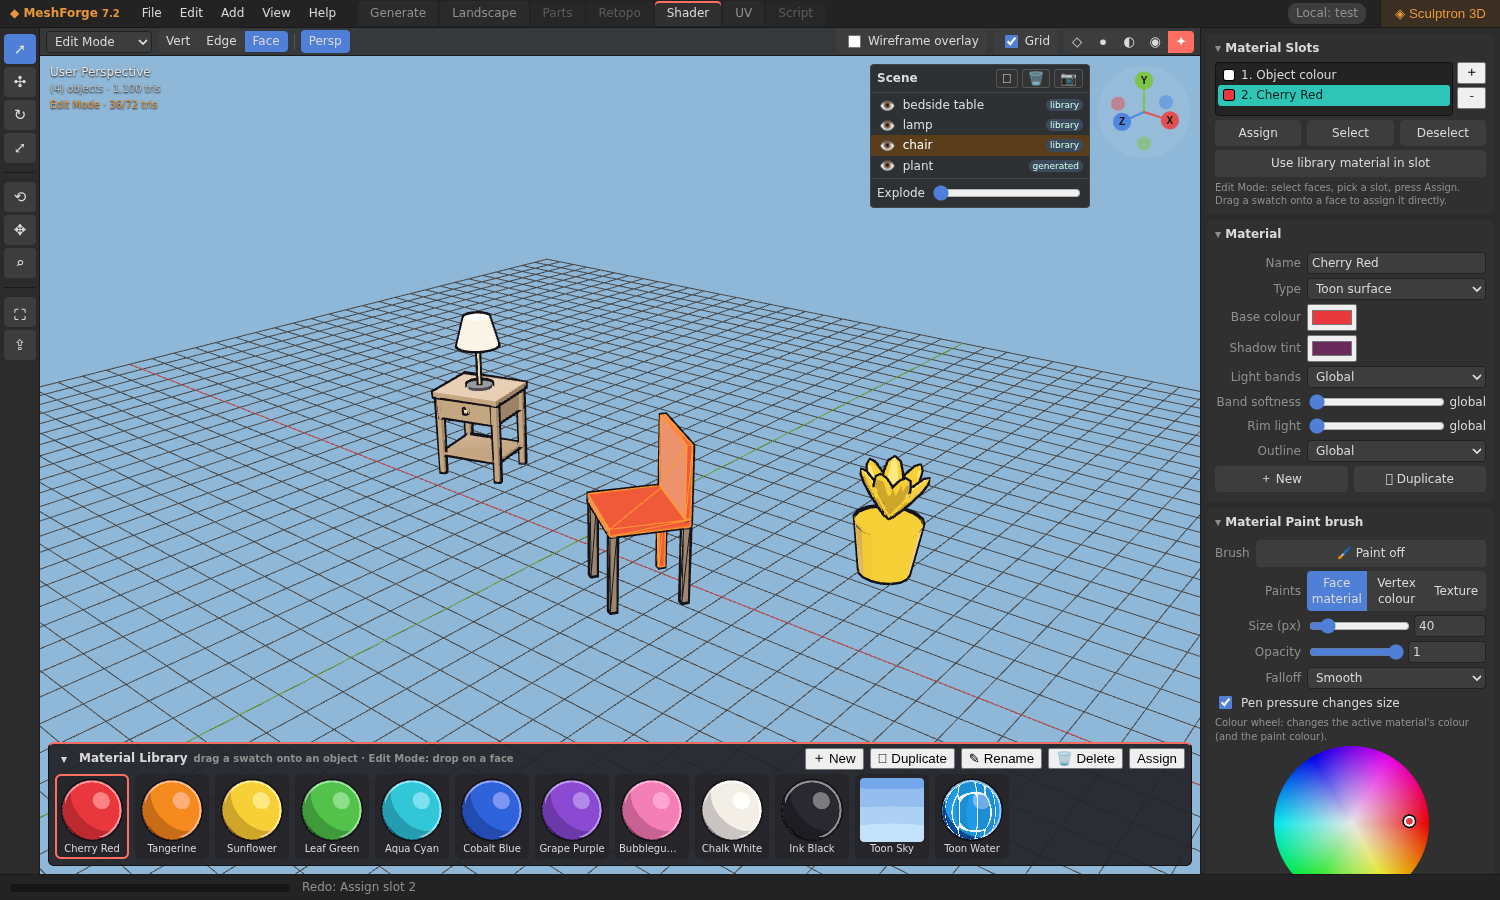 MeshForge 7.2 File Edit Add View Help Generate Landscape Parts Retopo Shader UV Script Local: test Sculptron 3D
Edit Mode Vert Edge Face Persp Wireframe overlay Grid
User Perspective
(4) objects · 1,100 tris
Edit Mode · 36/72 tris
Scene
bedside table library
lamp library
chair library
plant generated
Explode
Y
Z
X
Material Slots
1. Object colour
2. Cherry Red
+
-
Assign Select Deselect
Use library material in slot
Edit Mode: select faces, pick a slot, press Assign.
Drag a swatch onto a face to assign it directly.
Material
Name Cherry Red
Type Toon surface
Base colour
Shadow tint
Light bands Global
Band softness global
Rim light global
Outline Global
+ New Duplicate
Material Paint brush
Brush Paint off
Paints Face material Vertex colour Texture
Size (px) 40
Opacity 1
Falloff Smooth
Pen pressure changes size
Colour wheel: changes the active material's colour
(and the paint colour).
Material Library drag a swatch onto an object · Edit Mode: drop on a face + New Duplicate Rename Delete Assign
Cherry Red Tangerine Sunflower Leaf Green Aqua Cyan Cobalt Blue Grape Purple Bubblegu... Chalk White Ink Black Toon Sky Toon Water
Redo: Assign slot 2